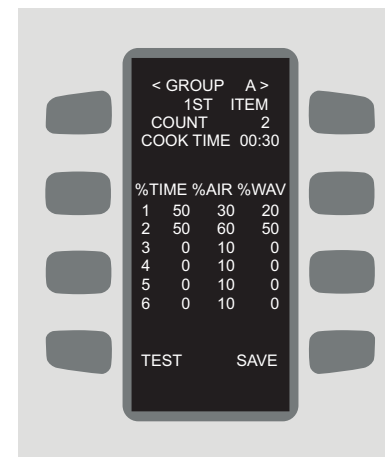 < GROUP A >
1ST ITEM
COUNT 2
COOK TIME 00:30
%TIME %AIR %WAV
1 50 30 20
2 50 60 50
3 0 10 0
4 0 10 0
5 0 10 0
6 0 10 0
TEST SAVE